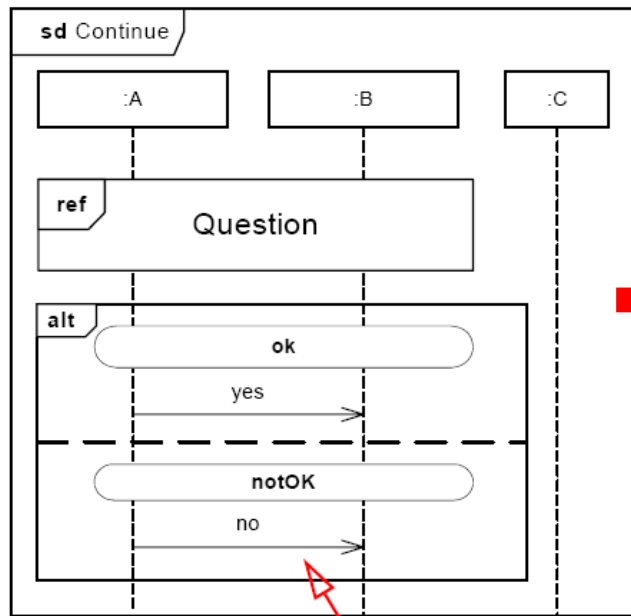 sd Continue
:A
:B
:C
ref
Question
alt
ok
yes
notOK
no